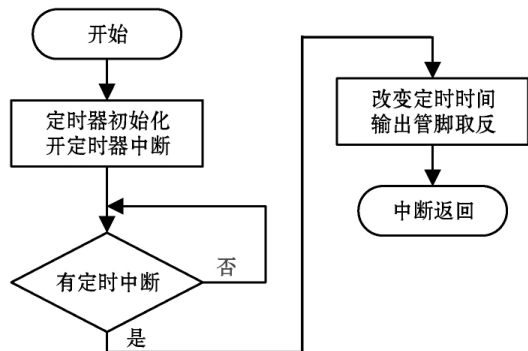 开始
定时器初始化
开定时器中断
有定时中断
否
是
改变定时时间
输出管脚取反
中断返回